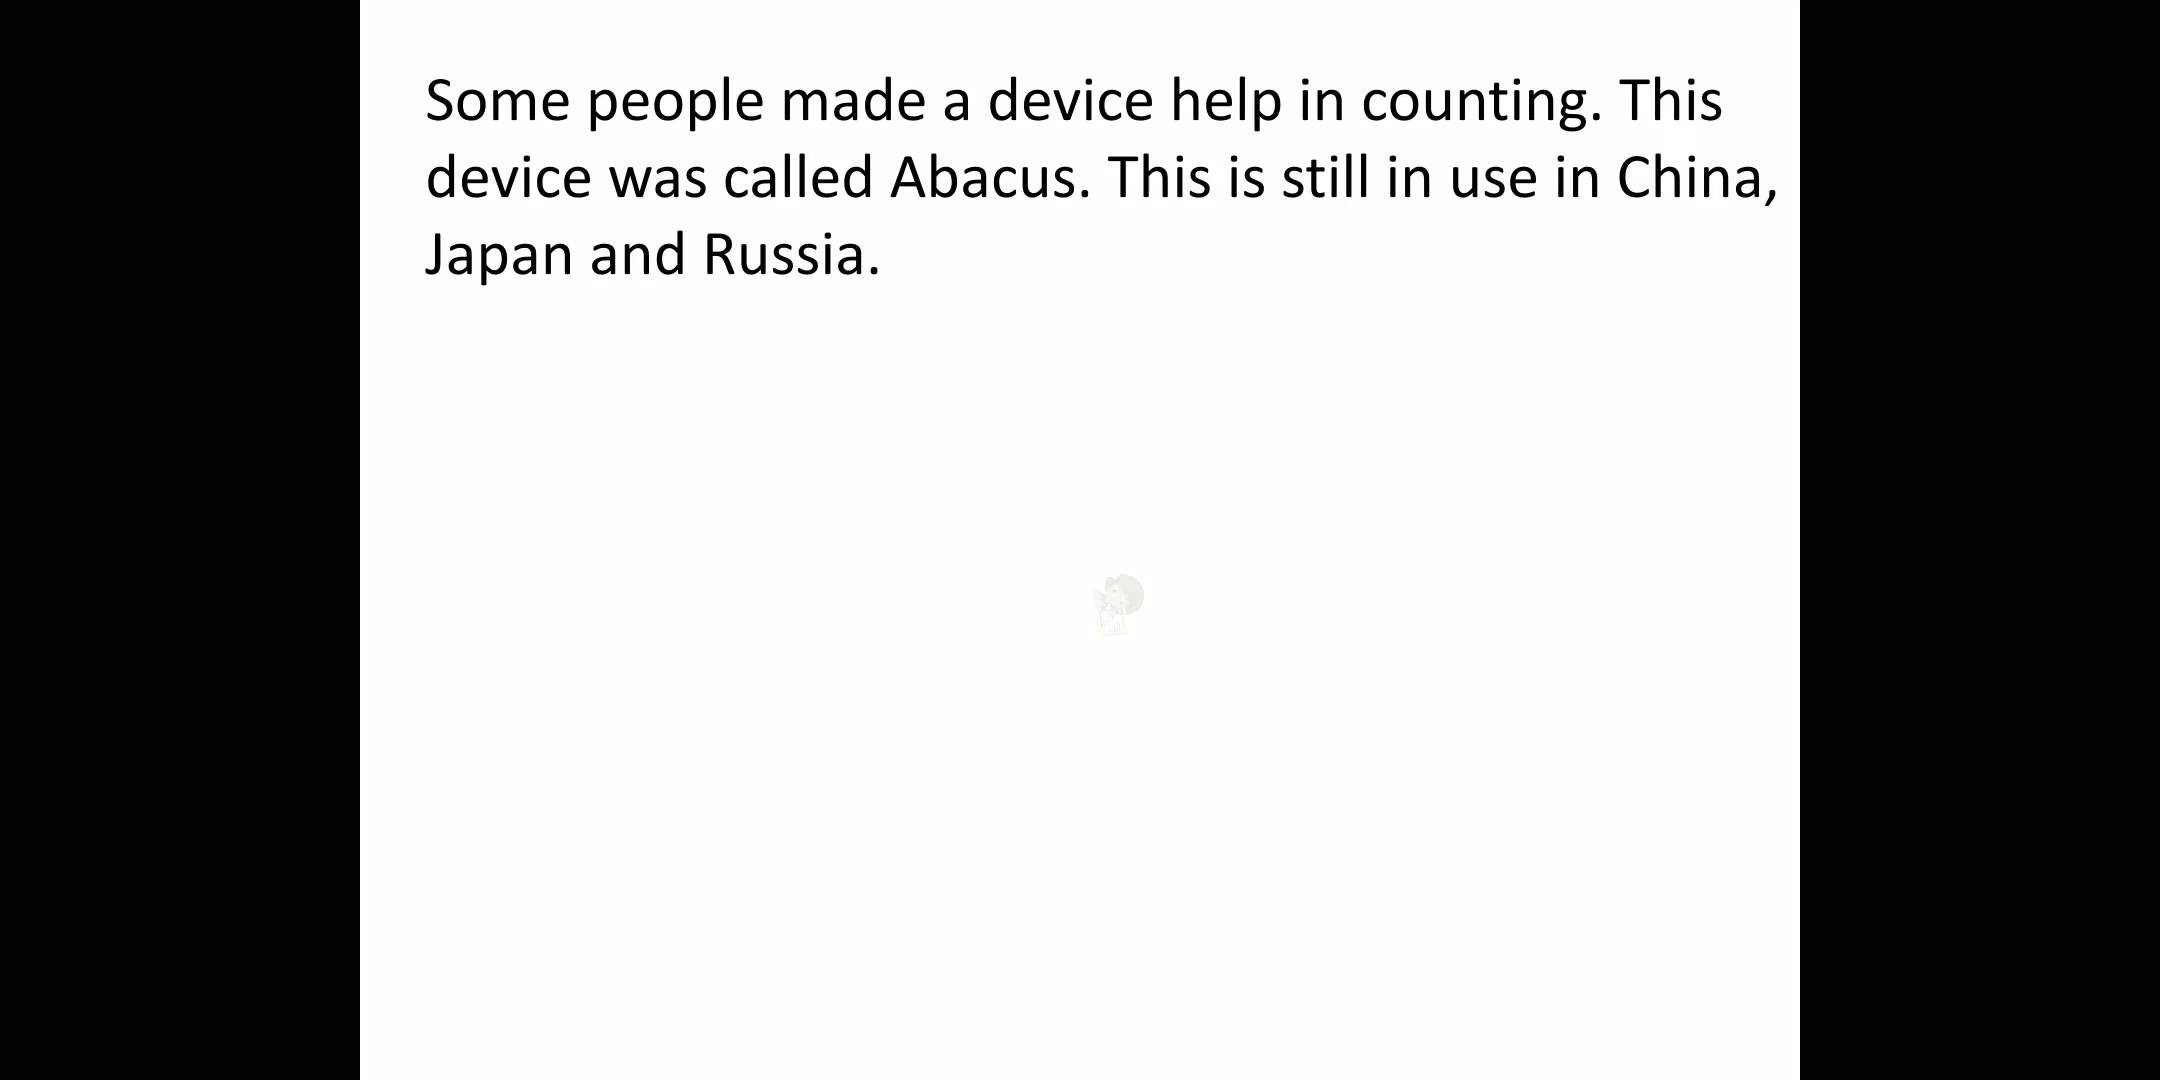 Some people made a device help in counting. This
device was called Abacus. This is still in use in China,
Japan and Russia.